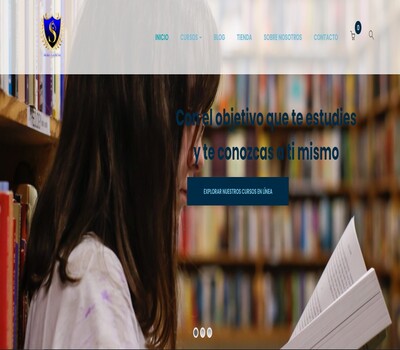 INICIO
CURSOS
BLOG
TIENDA
SOBRE NOSOTROS
CONTACTO
Con el objetivo que te estudies
y te conozcas a ti mismo
EXPLORAR NUESTROS CURSOS EN LÍNEA